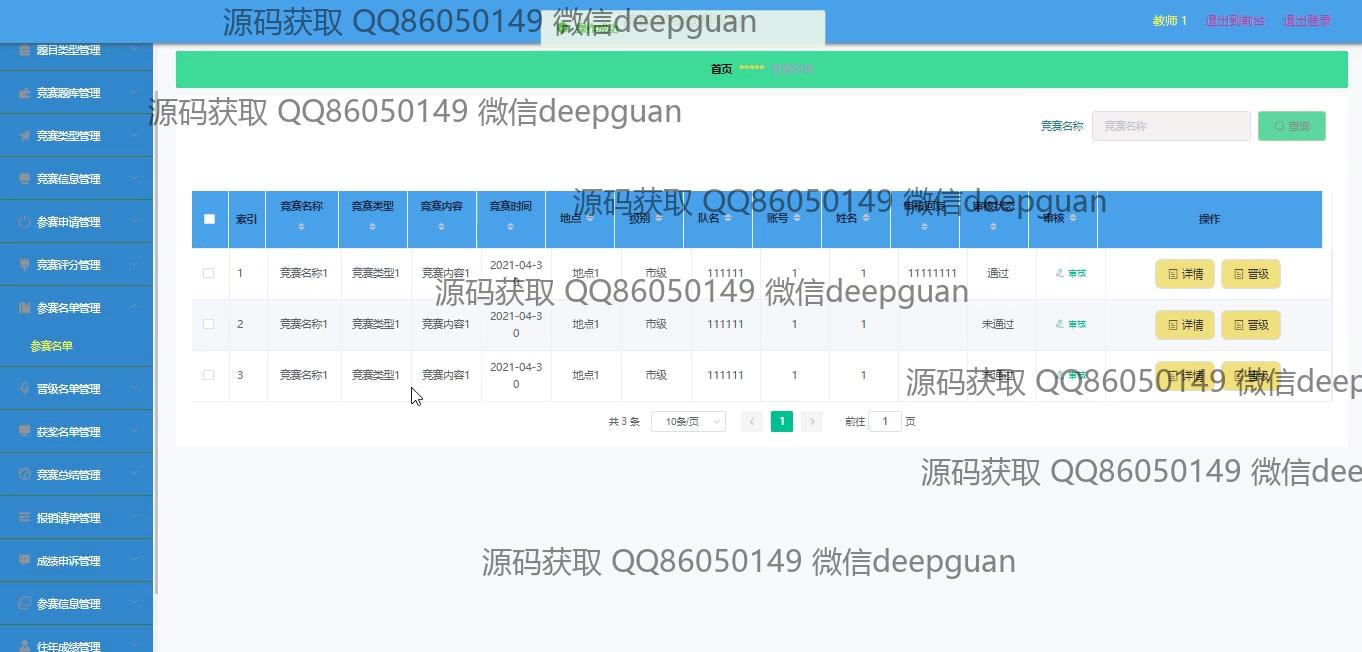 源码获取 QQ86050149 微信deepguan
教师 1 退出到前台 退出登录
首页 *****
源码获取 QQ86050149 微信deepguan
竞赛名称 竞赛名称 查询
题目类型管理
竞赛题库管理
竞赛类型管理
竞赛信息管理
参赛申请管理
竞赛评分管理
参赛名单管理
参赛名单
晋级名单管理
获奖名单管理
竞赛总结管理
报销清单管理
成绩申诉管理
参赛信息管理
往年成绩管理
源码获取 QQ86050149 微信deepguan
索引 竞赛名称 竞赛类型 竞赛内容 竞赛时间 地点 级别 队名 账号 姓名 审核回复 审核状态 审核 操作
1 竞赛名称1 竞赛类型1 竞赛内容1 2021-04-30 地点1 市级 111111 1 1 11111111 通过 审核 详情 晋级
源码获取 QQ86050149 微信deepguan
2 竞赛名称1 竞赛类型1 竞赛内容1 2021-04-30 地点1 市级 111111 1 1 未通过 审核 详情 晋级
3 竞赛名称1 竞赛类型1 竞赛内容1 2021-04-30 地点1 市级 111111 1 1 未通过 审核 详情 晋级
源码获取 QQ86050149 微信deep
共 3 条 10条/页 1 前往 1 页
源码获取 QQ86050149 微信dee
源码获取 QQ86050149 微信deepguan